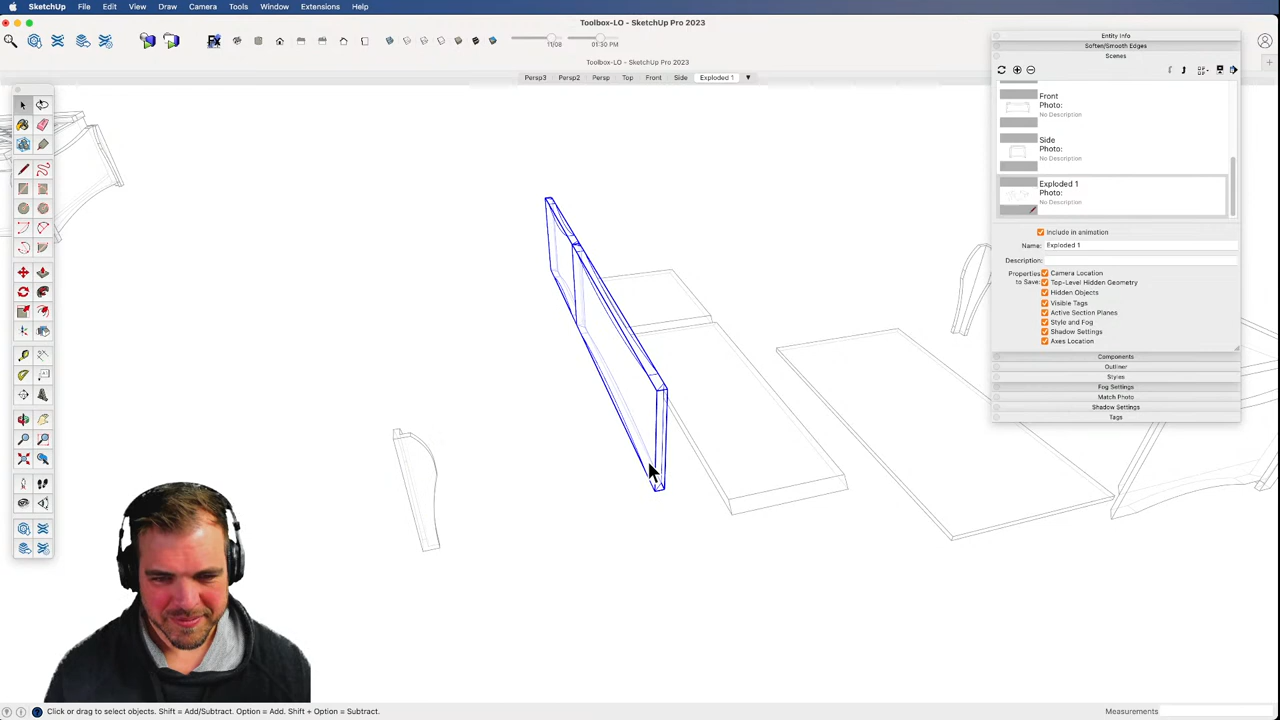 SketchUp File Edit View Draw Camera Tools Window Extensions Help
Toolbox-LO - SketchUp Pro 2023
11/08 01:30 PM
Toolbox-LO - SketchUp Pro 2023
Persp3 Persp2 Persp Top Front Side Exploded 1
Entity Info
Soften/Smooth Edges
Scenes
Front
Photo:
No Description
Side
Photo:
No Description
Exploded 1
Photo:
No Description
Include in animation
Name: Exploded 1
Description:
Properties to Save:
Camera Location
Top-Level Hidden Geometry
Hidden Objects
Visible Tags
Active Section Planes
Style and Fog
Shadow Settings
Axes Location
Components
Outliner
Styles
Fog Settings
Match Photo
Shadow Settings
Tags
Click or drag to select objects. Shift = Add/Subtract. Option = Add. Shift + Option = Subtract.
Measurements